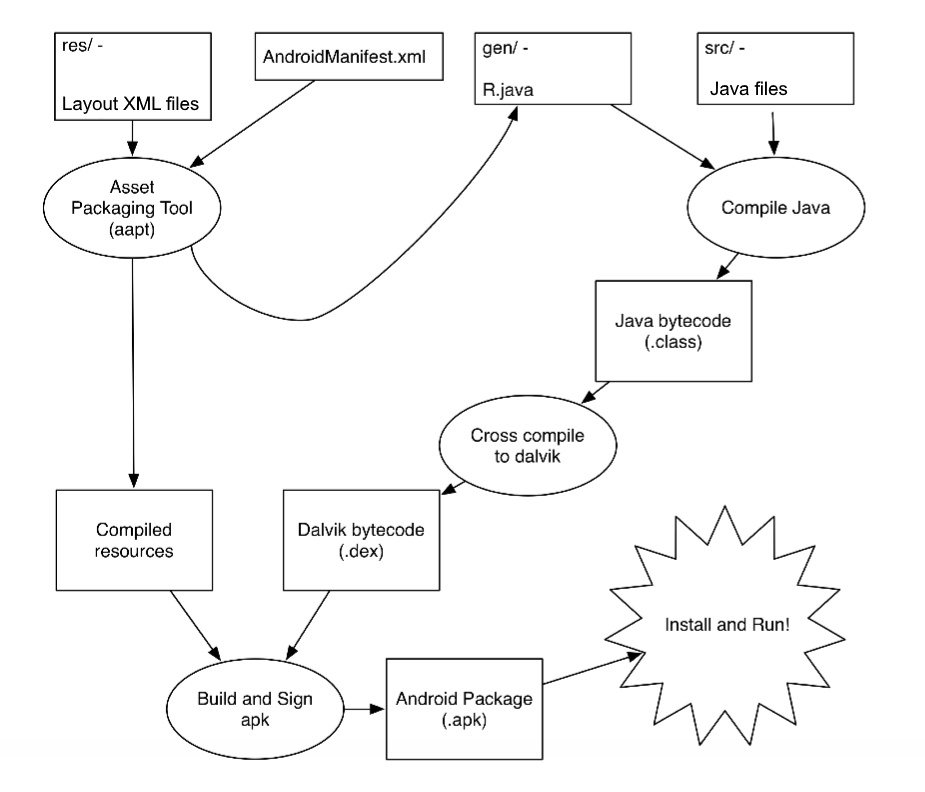 res/ -
Layout XML files
AndroidManifest.xml
gen/ -
R.java
src/ -
Java files
Asset
Packaging Tool
(aapt)
Compile Java
Java bytecode
(.class)
Cross compile
to dalvik
Compiled
resources
Dalvik bytecode
(.dex)
Install and Run!
Build and Sign
apk
Android Package
(.apk)